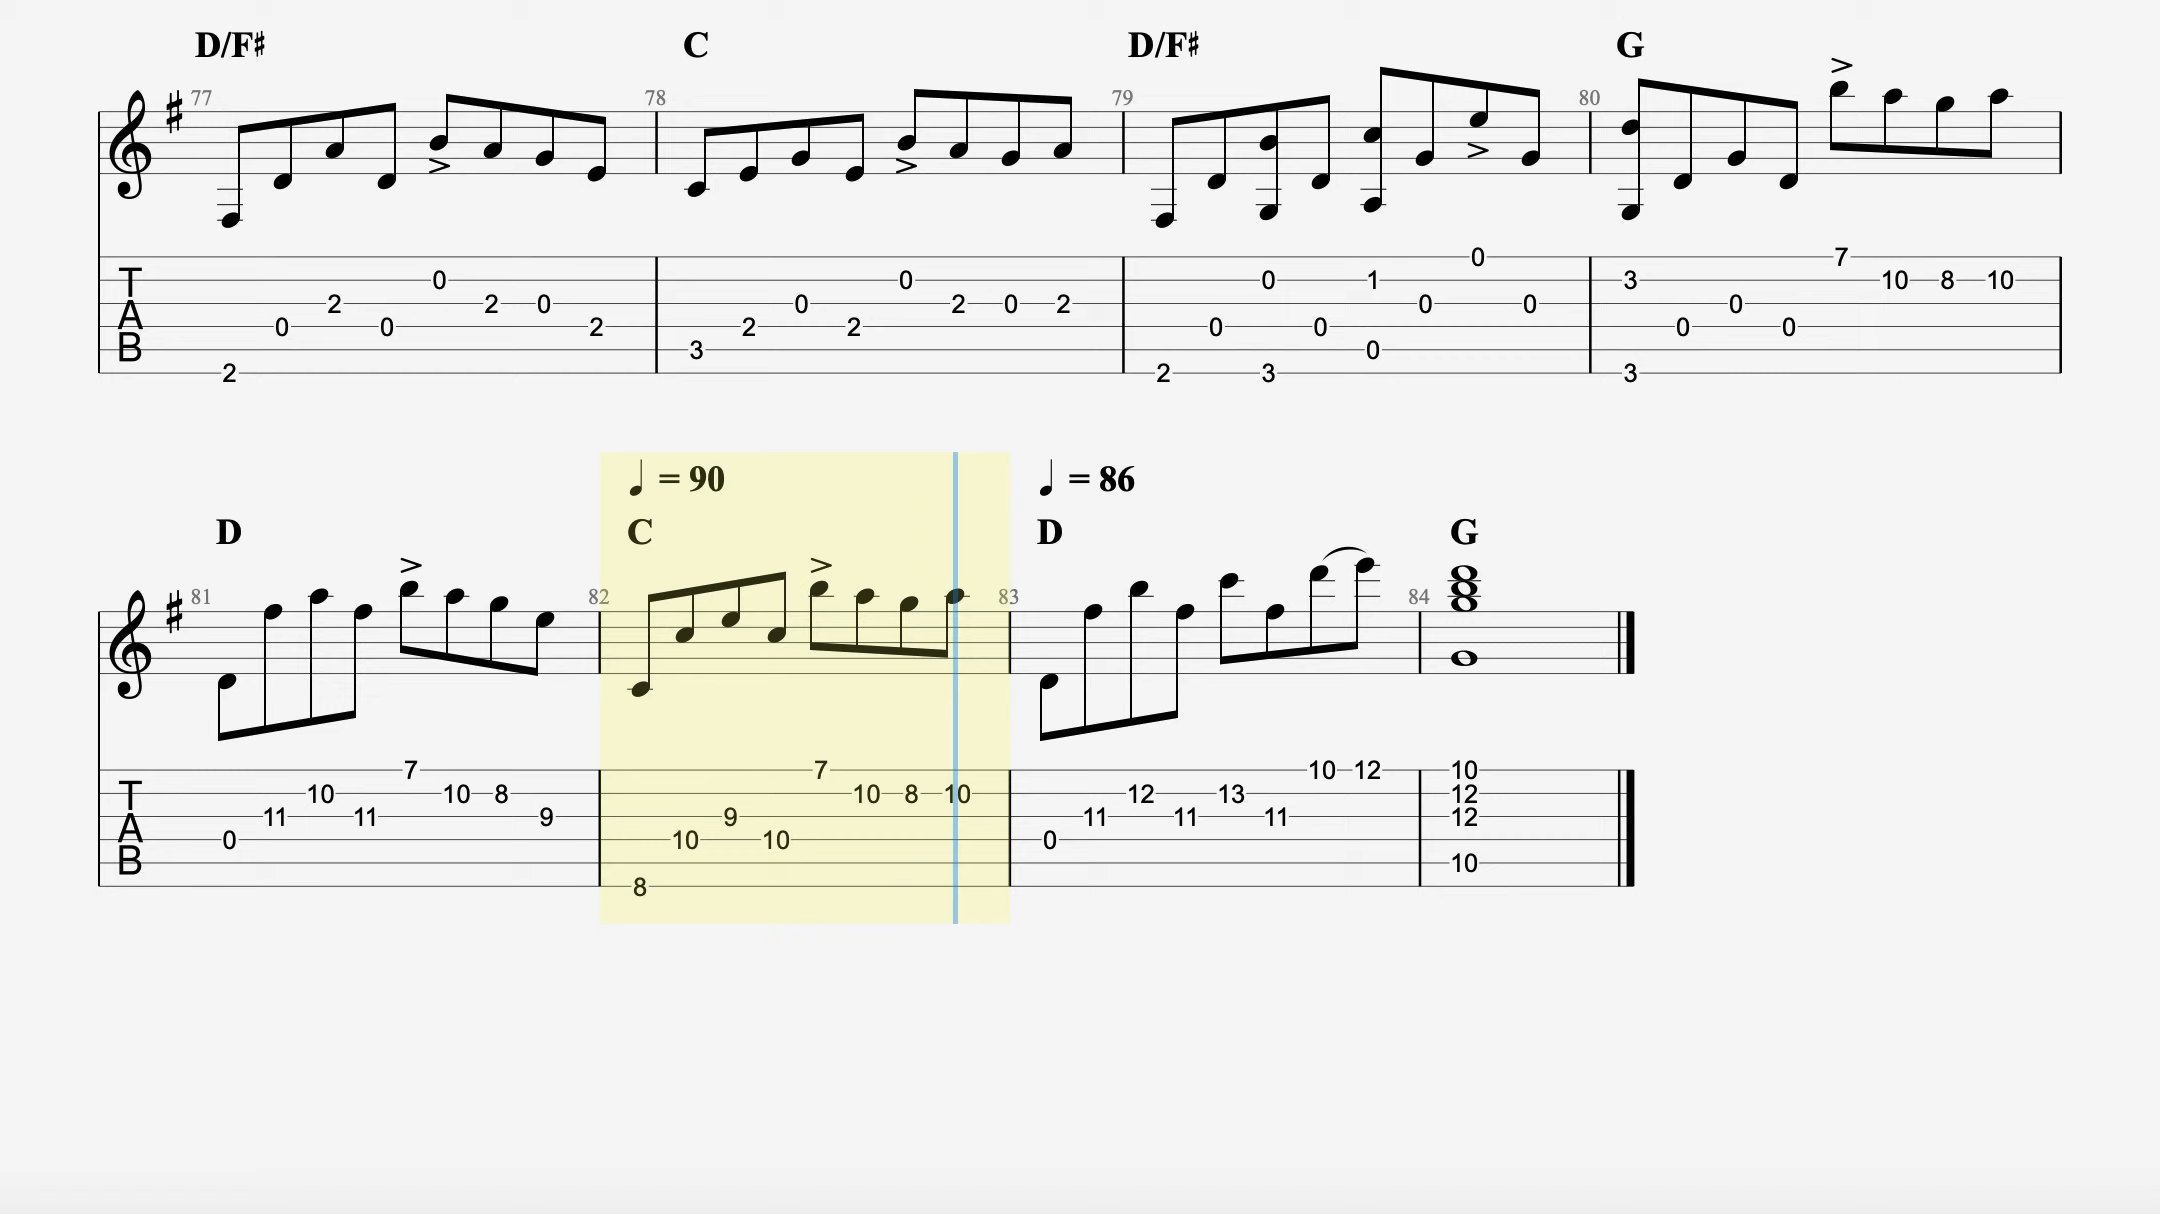 D/F♯ C D/F♯ G
77 78 79 80
0
0 0 0 1 3 7 10 8 10
2 2 0 0 2 0 2 0 0 0
0 0 2 2 2 0 0 0 0
3 0
2 2 3 3
T
A
B
♩ = 90 ♩ = 86
D C D G
81 82 83 84
7 7 10 12 10
10 10 8 10 8 10 12 13 12
11 11 9 9 11 11 11 12
0 10 10 0
10
8
T
A
B